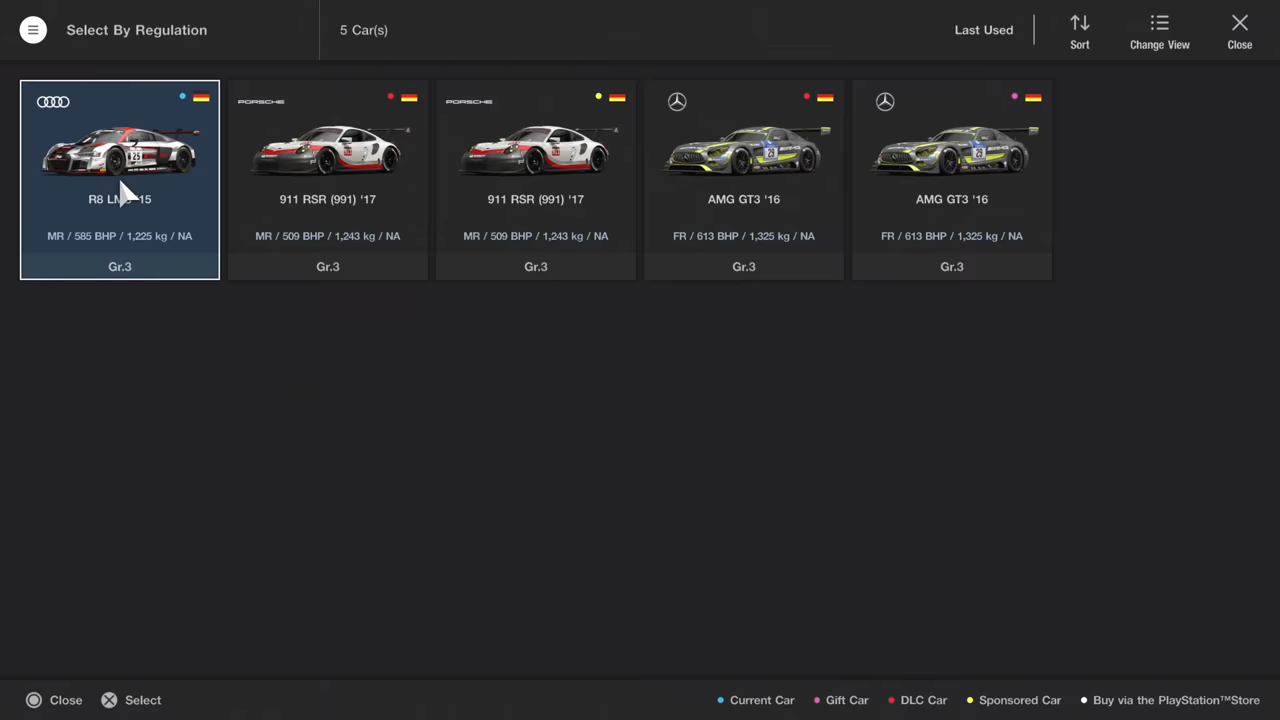 Select By Regulation
5 Car(s)
Last Used
Sort
Change View
Close
R8 LMS '15
MR / 585 BHP / 1,225 kg / NA
Gr.3
PORSCHE
911 RSR (991) '17
MR / 509 BHP / 1,243 kg / NA
Gr.3
PORSCHE
911 RSR (991) '17
MR / 509 BHP / 1,243 kg / NA
Gr.3
AMG GT3 '16
FR / 613 BHP / 1,325 kg / NA
Gr.3
AMG GT3 '16
FR / 613 BHP / 1,325 kg / NA
Gr.3
Close
Select
Current Car
Gift Car
DLC Car
Sponsored Car
Buy via the PlayStation™Store